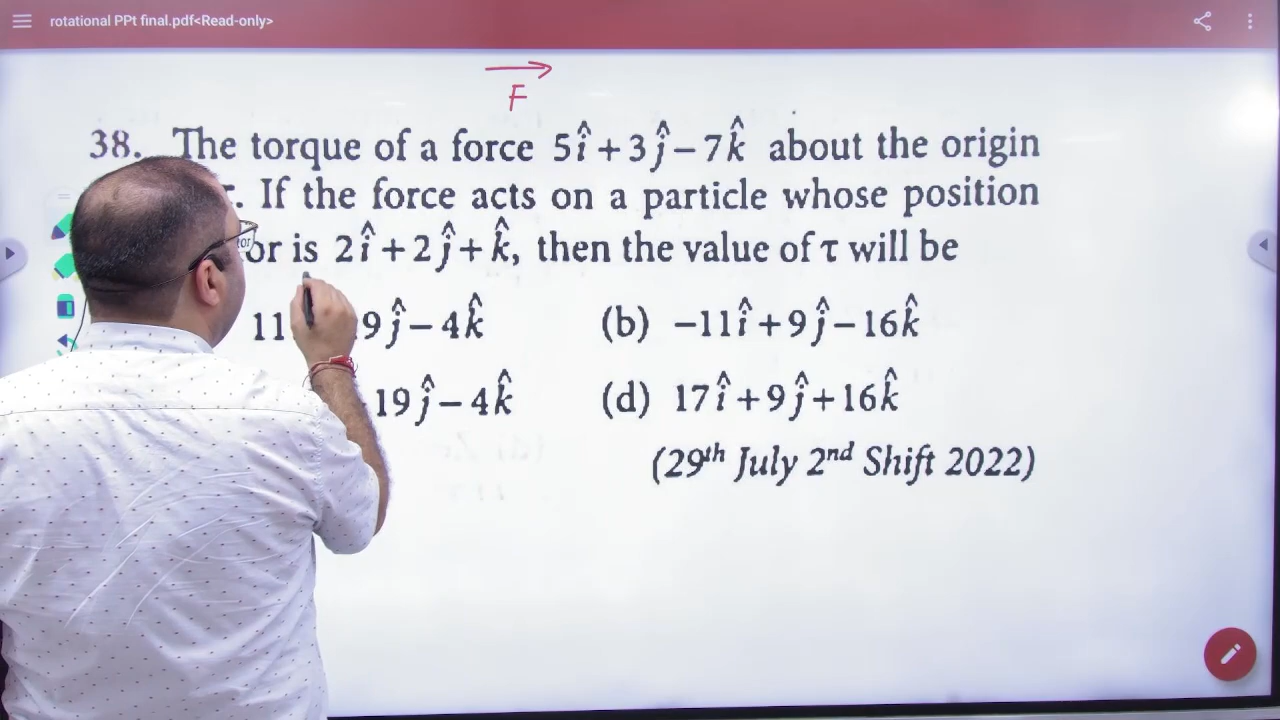 rotational PPt final.pdf<Read-only>
F
38. The torque of a force 5î + 3ĵ − 7k̂ about the origin
τ. If the force acts on a particle whose position
or is 2î + 2ĵ + k̂, then the value of τ will be
11 9ĵ − 4k̂ (b) −11î + 9ĵ − 16k̂
19ĵ − 4k̂ (d) 17î + 9ĵ + 16k̂
(29th July 2nd Shift 2022)